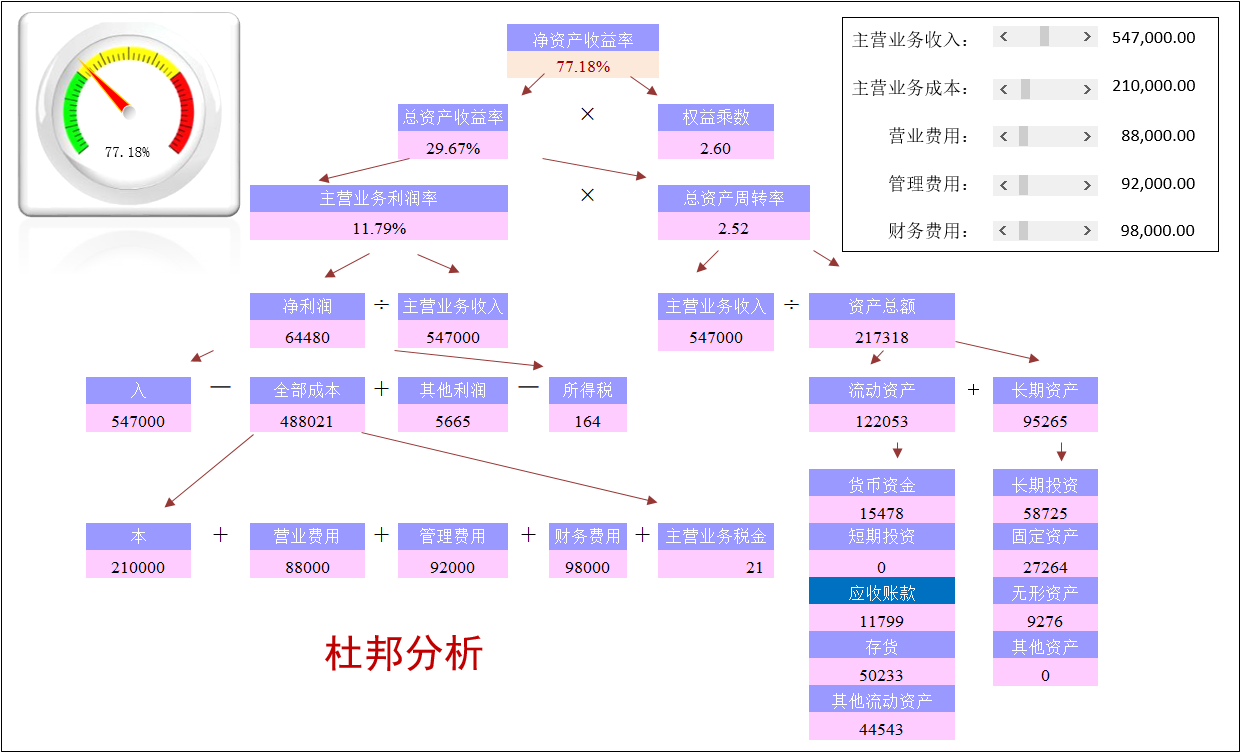 净资产收益率
77.18%
主营业务收入： 547,000.00
主营业务成本： 210,000.00
营业费用： 88,000.00
管理费用： 92,000.00
财务费用： 98,000.00
77.18%
总资产收益率 × 权益乘数
29.67% 2.60
主营业务利润率 × 总资产周转率
11.79% 2.52
净利润 ÷ 主营业务收入 主营业务收入 ÷ 资产总额
64480 547000 547000 217318
入 — 全部成本 + 其他利润 — 所得税 流动资产 + 长期资产
547000 488021 5665 164 122053 95265
货币资金 长期投资
15478 58725
本 + 营业费用 + 管理费用 + 财务费用 + 主营业务税金 短期投资 固定资产
210000 88000 92000 98000 21 0 27264
应收账款 无形资产
11799 9276
存货 其他资产
50233 0
其他流动资产
44543
杜邦分析